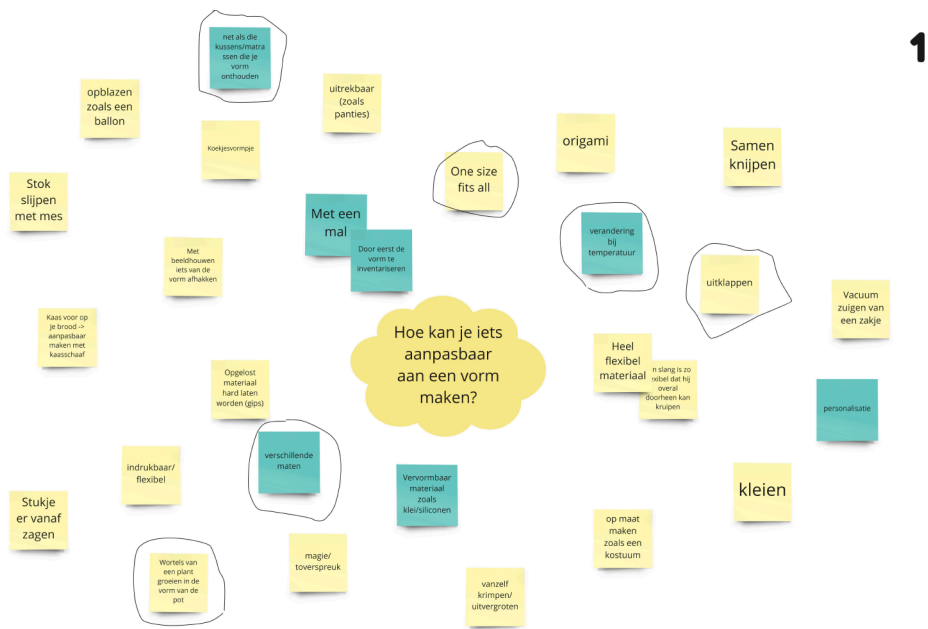 1
net als die
kussens/matra
ssen die je
vorm
onthouden
opblazen
zoals een
ballon
uitrekbaar
(zoals
panties)
Koekjesvormpje
origami
Samen
knijpen
One size
fits all
Stok
slijpen
met mes
Met een
mal
Door eerst de
vorm te
inventariseren
verandering
bij
temperatuur
Met
beeldhouwen
iets van de
vorm afhakken
uitklappen
Vacuum
zuigen van
een zakje
Kaas voor op
je brood ->
aanpasbaar
maken met
kaasschaaf
Hoe kan je iets
aanpasbaar
aan een vorm
maken?
Heel
flexibel
materiaal
slang is zo
dat hij
overal
doorheen kan
kruipen
Opgelost
materiaal
hard laten
worden (gips)
personalisatie
verschillende
maten
indrukbaar/
flexibel
Vervormbaar
materiaal
zoals
klei/siliconen
kleien
Stukje
er vanaf
zagen
op maat
maken
zoals een
kostuum
magie/
toverspreuk
Wortels van
een plant
groeien in de
vorm van de
pot
vanzelf
krimpen/
uitvergroten